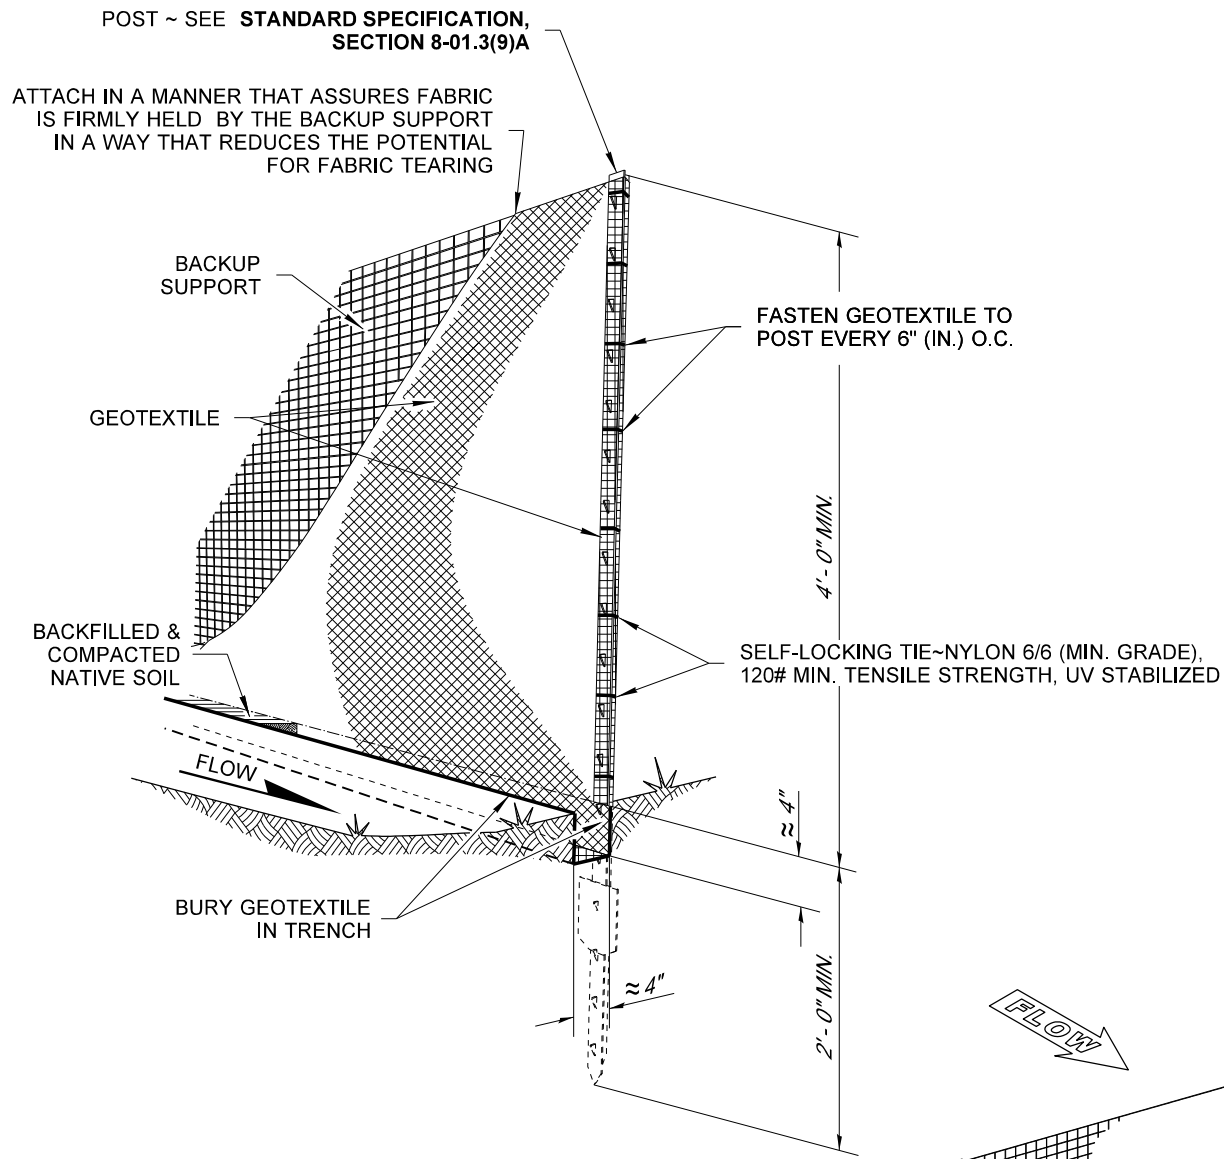 POST ~ SEE STANDARD SPECIFICATION,
SECTION 8-01.3(9)A
ATTACH IN A MANNER THAT ASSURES FABRIC
IS FIRMLY HELD BY THE BACKUP SUPPORT
IN A WAY THAT REDUCES THE POTENTIAL
FOR FABRIC TEARING
BACKUP
SUPPORT
FASTEN GEOTEXTILE TO
POST EVERY 6" (IN.) O.C.
GEOTEXTILE
4' - 0" MIN.
BACKFILLED &
COMPACTED
NATIVE SOIL
SELF-LOCKING TIE~NYLON 6/6 (MIN. GRADE),
120# MIN. TENSILE STRENGTH, UV STABILIZED
FLOW
≈ 4"
BURY GEOTEXTILE
IN TRENCH
≈ 4"
2' - 0" MIN.
FLOW